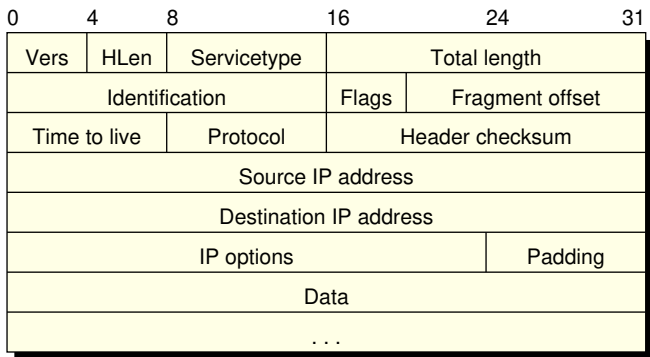 0 4 8 16 24 31
Vers HLen Servicetype Total length
Identification Flags Fragment offset
Time to live Protocol Header checksum
Source IP address
Destination IP address
IP options Padding
Data
. . .